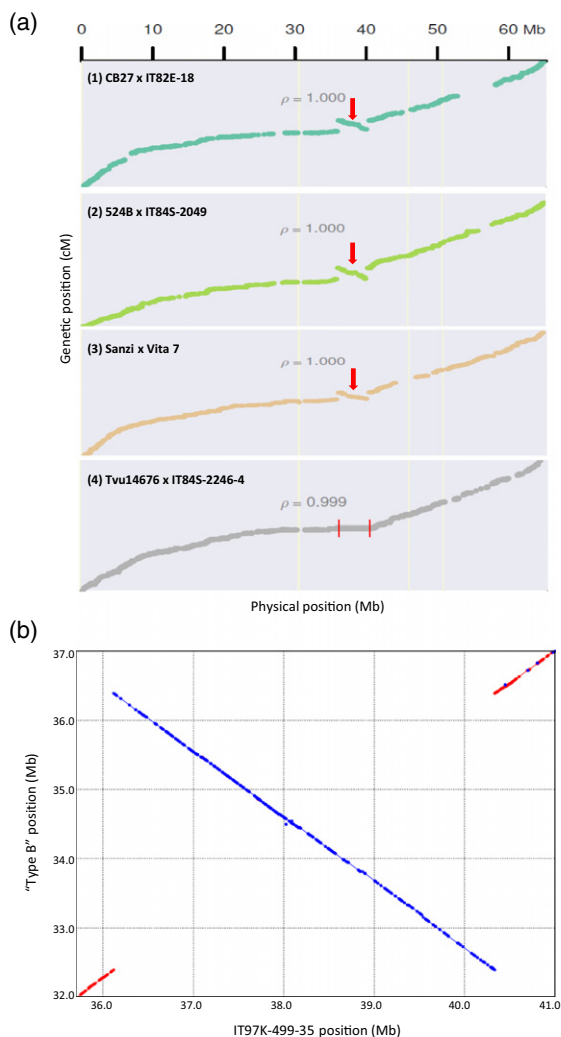 (a)
0 10 20 30 40 50 60 Mb
(1) CB27 x IT82E-18
ρ = 1.000
(2) 524B x IT84S-2049
ρ = 1.000
(3) Sanzi x Vita 7
ρ = 1.000
(4) Tvu14676 x IT84S-2246-4
ρ = 0.999
Genetic position (cM)
Physical position (Mb)
(b)
37.0
36.0
35.0
34.0
33.0
32.0
"Type B" position (Mb)
36.0 37.0 38.0 39.0 40.0 41.0
IT97K-499-35 position (Mb)